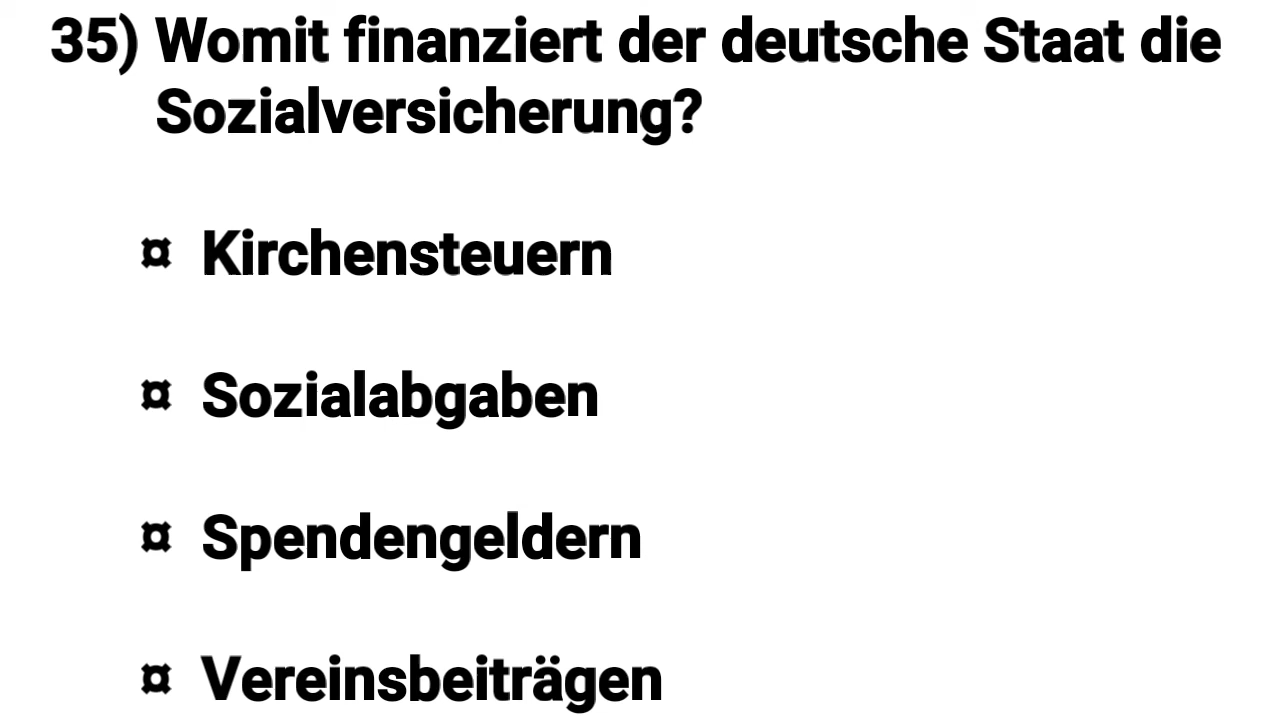 35) Womit finanziert der deutsche Staat die
Sozialversicherung?
¤ Kirchensteuern
¤ Sozialabgaben
¤ Spendengeldern
¤ Vereinsbeiträgen